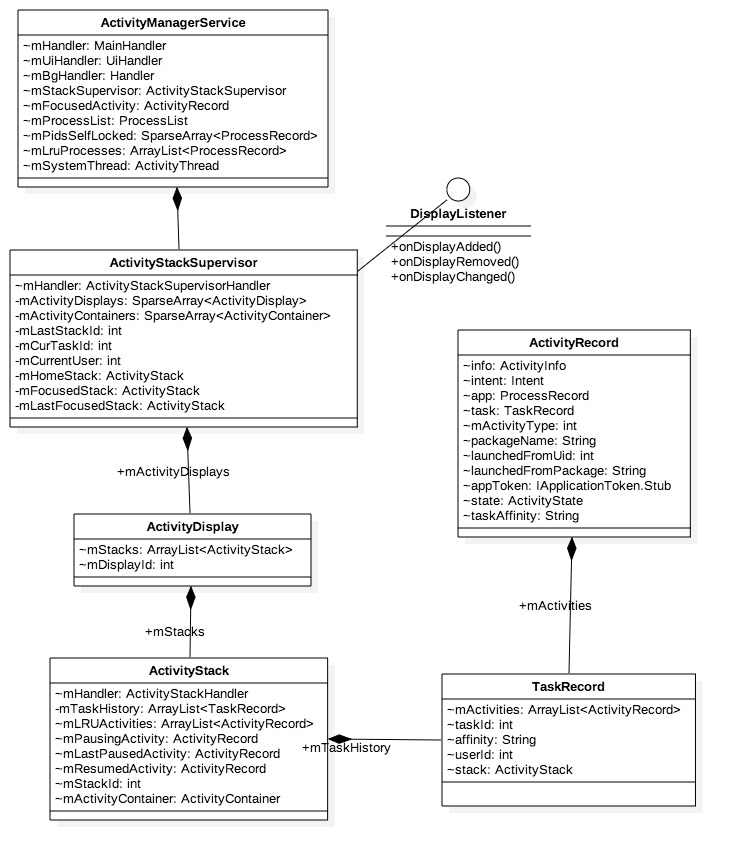 ActivityManagerService
~mHandler: MainHandler
~mUiHandler: UiHandler
~mBgHandler: Handler
~mStackSupervisor: ActivityStackSupervisor
~mFocusedActivity: ActivityRecord
~mProcessList: ProcessList
~mPidsSelfLocked: SparseArray<ProcessRecord>
~mLruProcesses: ArrayList<ProcessRecord>
~mSystemThread: ActivityThread
DisplayListener
+onDisplayAdded()
+onDisplayRemoved()
+onDisplayChanged()
ActivityStackSupervisor
~mHandler: ActivityStackSupervisorHandler
-mActivityDisplays: SparseArray<ActivityDisplay>
-mActivityContainers: SparseArray<ActivityContainer>
-mLastStackId: int
-mCurTaskId: int
-mCurrentUser: int
-mHomeStack: ActivityStack
-mFocusedStack: ActivityStack
-mLastFocusedStack: ActivityStack
ActivityRecord
~info: ActivityInfo
~intent: Intent
~app: ProcessRecord
~task: TaskRecord
~mActivityType: int
~packageName: String
~launchedFromUid: int
~launchedFromPackage: String
~appToken: IApplicationToken.Stub
~state: ActivityState
~taskAffinity: String
+mActivityDisplays
ActivityDisplay
~mStacks: ArrayList<ActivityStack>
~mDisplayId: int
+mStacks
+mActivities
ActivityStack
~mHandler: ActivityStackHandler
-mTaskHistory: ArrayList<TaskRecord>
~mLRUActivities: ArrayList<ActivityRecord>
~mPausingActivity: ActivityRecord
~mLastPausedActivity: ActivityRecord
~mResumedActivity: ActivityRecord
~mStackId: int
~mActivityContainer: ActivityContainer
+mTaskHistory
TaskRecord
~mActivities: ArrayList<ActivityRecord>
~taskId: int
~affinity: String
~userId: int
~stack: ActivityStack